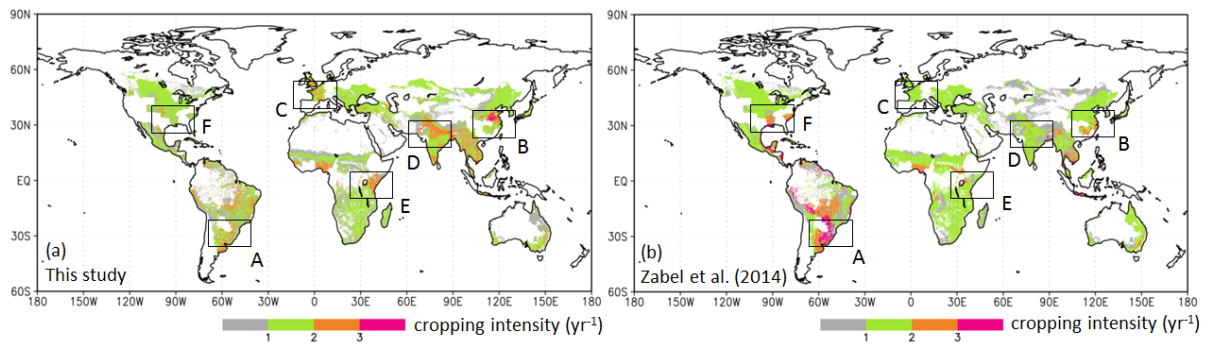 90N
60N
30N
EQ
30S
60S
180 150W 120W 90W 60W 30W 0 30E 60E 90E 120E 150E 180
A
B
C
D
E
F
(a)
This study
1 2 3
cropping intensity (yr-1)
90N
60N
30N
EQ
30S
60S
180 150W 120W 90W 60W 30W 0 30E 60E 90E 120E 150E 180
A
B
C
D
E
F
(b)
Zabel et al. (2014)
1 2 3
cropping intensity (yr-1)